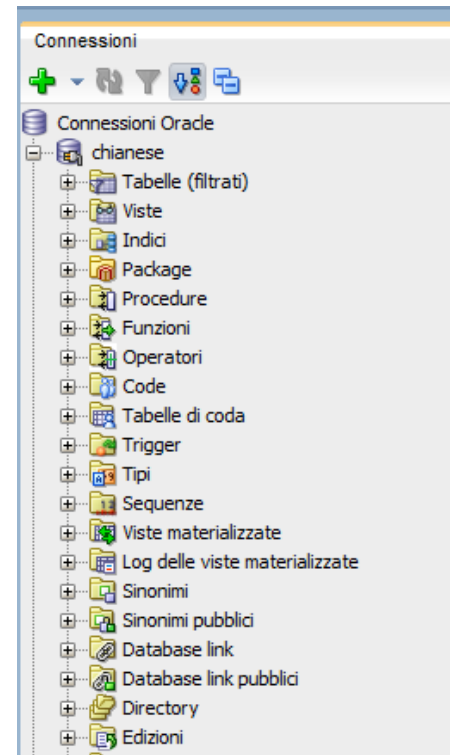 Connessioni
Connessioni Oracle
chianese
Tabelle (filtrati)
Viste
Indici
Package
Procedure
Funzioni
Operatori
Code
Tabelle di coda
Trigger
Tipi
Sequenze
Viste materializzate
Log delle viste materializzate
Sinonimi
Sinonimi pubblici
Database link
Database link pubblici
Directory
Edizioni